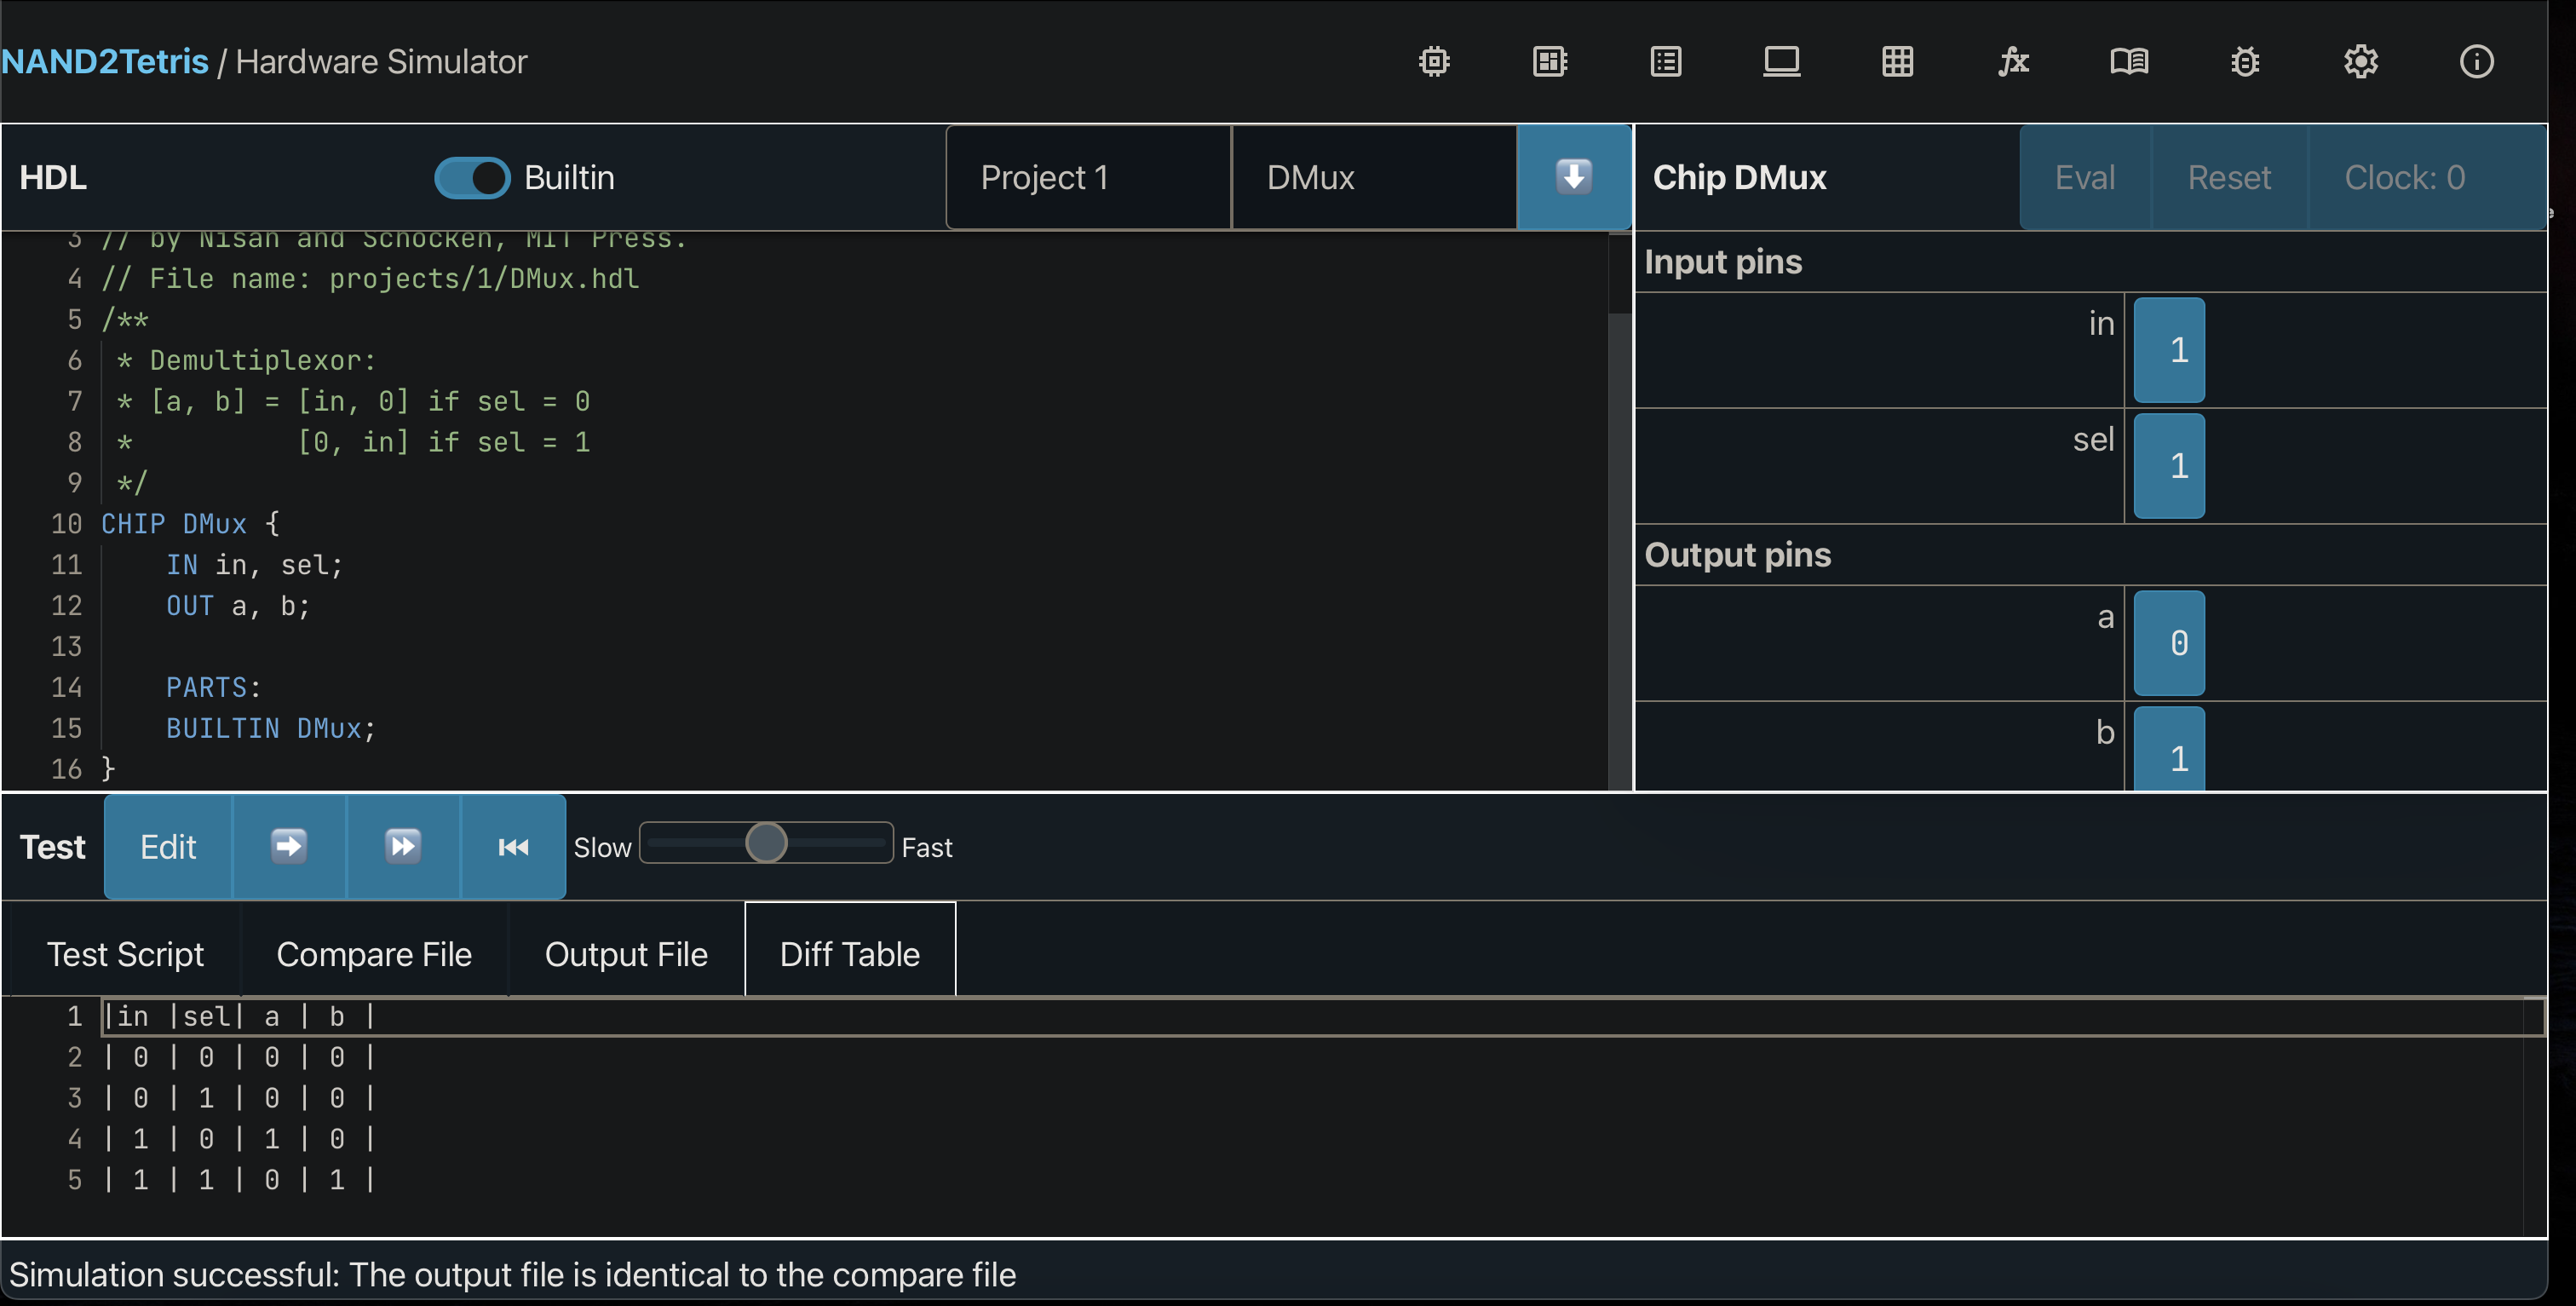 NAND2Tetris / Hardware Simulator
HDL
Builtin
Project 1
DMux
Chip DMux
Eval
Reset
Clock: 0
3 // by Nisan and Schocken, MIT Press.
4 // File name: projects/1/DMux.hdl
5 /**
6 * Demultiplexor:
7 * [a, b] = [in, 0] if sel = 0
8 *          [0, in] if sel = 1
9 */
10 CHIP DMux {
11     IN in, sel;
12     OUT a, b;
13
14     PARTS:
15     BUILTIN DMux;
16 }
Input pins
in 1
sel 1
Output pins
a 0
b 1
Test
Edit
Slow
Fast
Test Script
Compare File
Output File
Diff Table
1 |in |sel| a | b |
2 | 0 | 0 | 0 | 0 |
3 | 0 | 1 | 0 | 0 |
4 | 1 | 0 | 1 | 0 |
5 | 1 | 1 | 0 | 1 |
Simulation successful: The output file is identical to the compare file